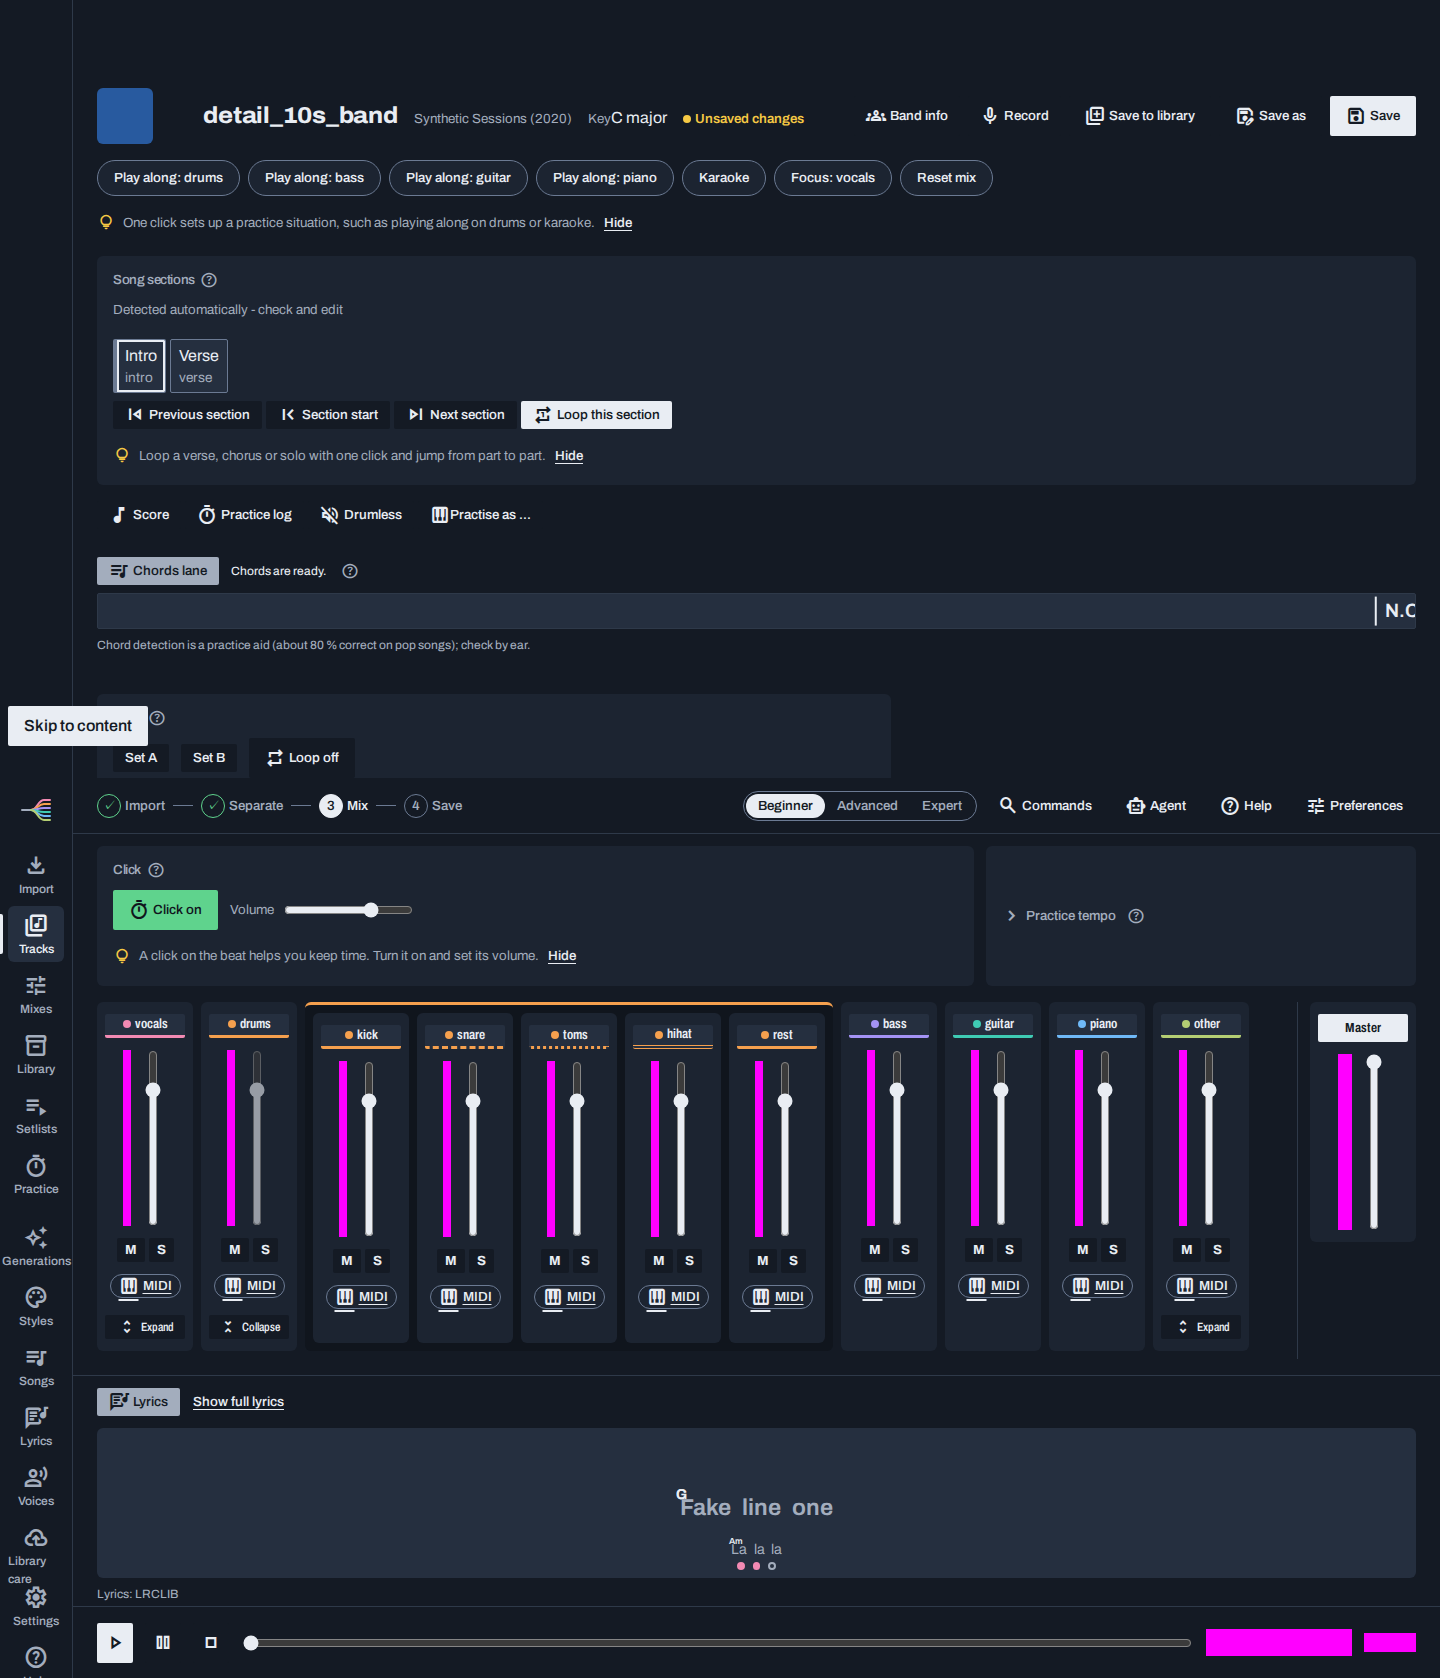 detail_10s_band
Synthetic Sessions (2020)
Key C major
Unsaved changes
Band info
Record
Save to library
Save as
Save
Play along: drums
Play along: bass
Play along: guitar
Play along: piano
Karaoke
Focus: vocals
Reset mix
One click sets up a practice situation, such as playing along on drums or karaoke. Hide
Song sections
Detected automatically - check and edit
Intro
intro
Verse
verse
Previous section
Section start
Next section
Loop this section
Loop a verse, chorus or solo with one click and jump from part to part. Hide
Score
Practice log
Drumless
Practise as ...
Chords lane
Chords are ready.
N.C
Chord detection is a practice aid (about 80 % correct on pop songs); check by ear.
Skip to content
Set A
Set B
Loop off
Import
Separate
3 Mix
4 Save
Beginner
Advanced
Expert
Commands
Agent
Help
Preferences
Import
Tracks
Mixes
Library
Setlists
Practice
Generations
Styles
Songs
Lyrics
Voices
Library
care
Settings
Click
Click on
Volume
A click on the beat helps you keep time. Turn it on and set its volume. Hide
Practice tempo
vocals
M S
MIDI
Expand
drums
M S
MIDI
Collapse
kick
M S
MIDI
snare
M S
MIDI
toms
M S
MIDI
hihat
M S
MIDI
rest
M S
MIDI
bass
M S
MIDI
guitar
M S
MIDI
piano
M S
MIDI
other
M S
MIDI
Expand
Master
Lyrics
Show full lyrics
G
Fake line one
Am
La la la
Lyrics: LRCLIB